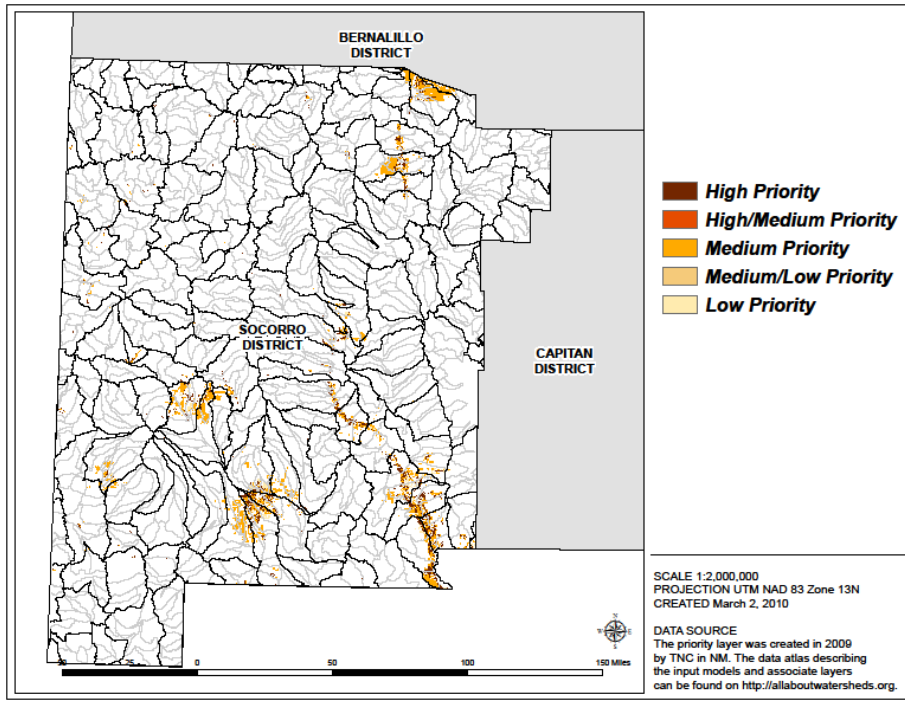 BERNALILLO
DISTRICT
High Priority
High/Medium Priority
Medium Priority
Medium/Low Priority
Low Priority
SOCORRO
DISTRICT
CAPITAN
DISTRICT
SCALE 1:2,000,000
PROJECTION UTM NAD 83 Zone 13N
CREATED March 2, 2010
DATA SOURCE
The priority layer was created in 2009
by TNC in NM. The data atlas describing
the input models and associate layers
can be found on http://allaboutwatersheds.org.
N
W E
S
50 25 0 50 100 150 Miles